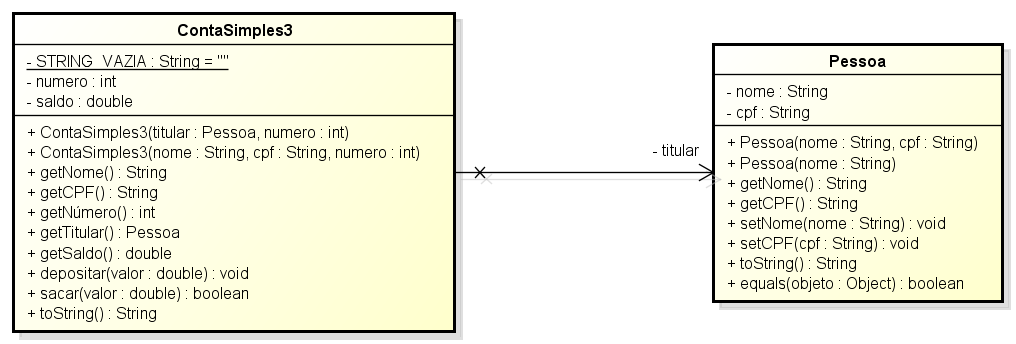 ContaSimples3
- STRING_VAZIA : String = ""
- numero : int
- saldo : double
+ ContaSimples3(titular : Pessoa, numero : int)
+ ContaSimples3(nome : String, cpf : String, numero : int)
+ getNome() : String
+ getCPF() : String
+ getNúmero() : int
+ getTitular() : Pessoa
+ getSaldo() : double
+ depositar(valor : double) : void
+ sacar(valor : double) : boolean
+ toString() : String
- titular
Pessoa
- nome : String
- cpf : String
+ Pessoa(nome : String, cpf : String)
+ Pessoa(nome : String)
+ getNome() : String
+ getCPF() : String
+ setNome(nome : String) : void
+ setCPF(cpf : String) : void
+ toString() : String
+ equals(objeto : Object) : boolean